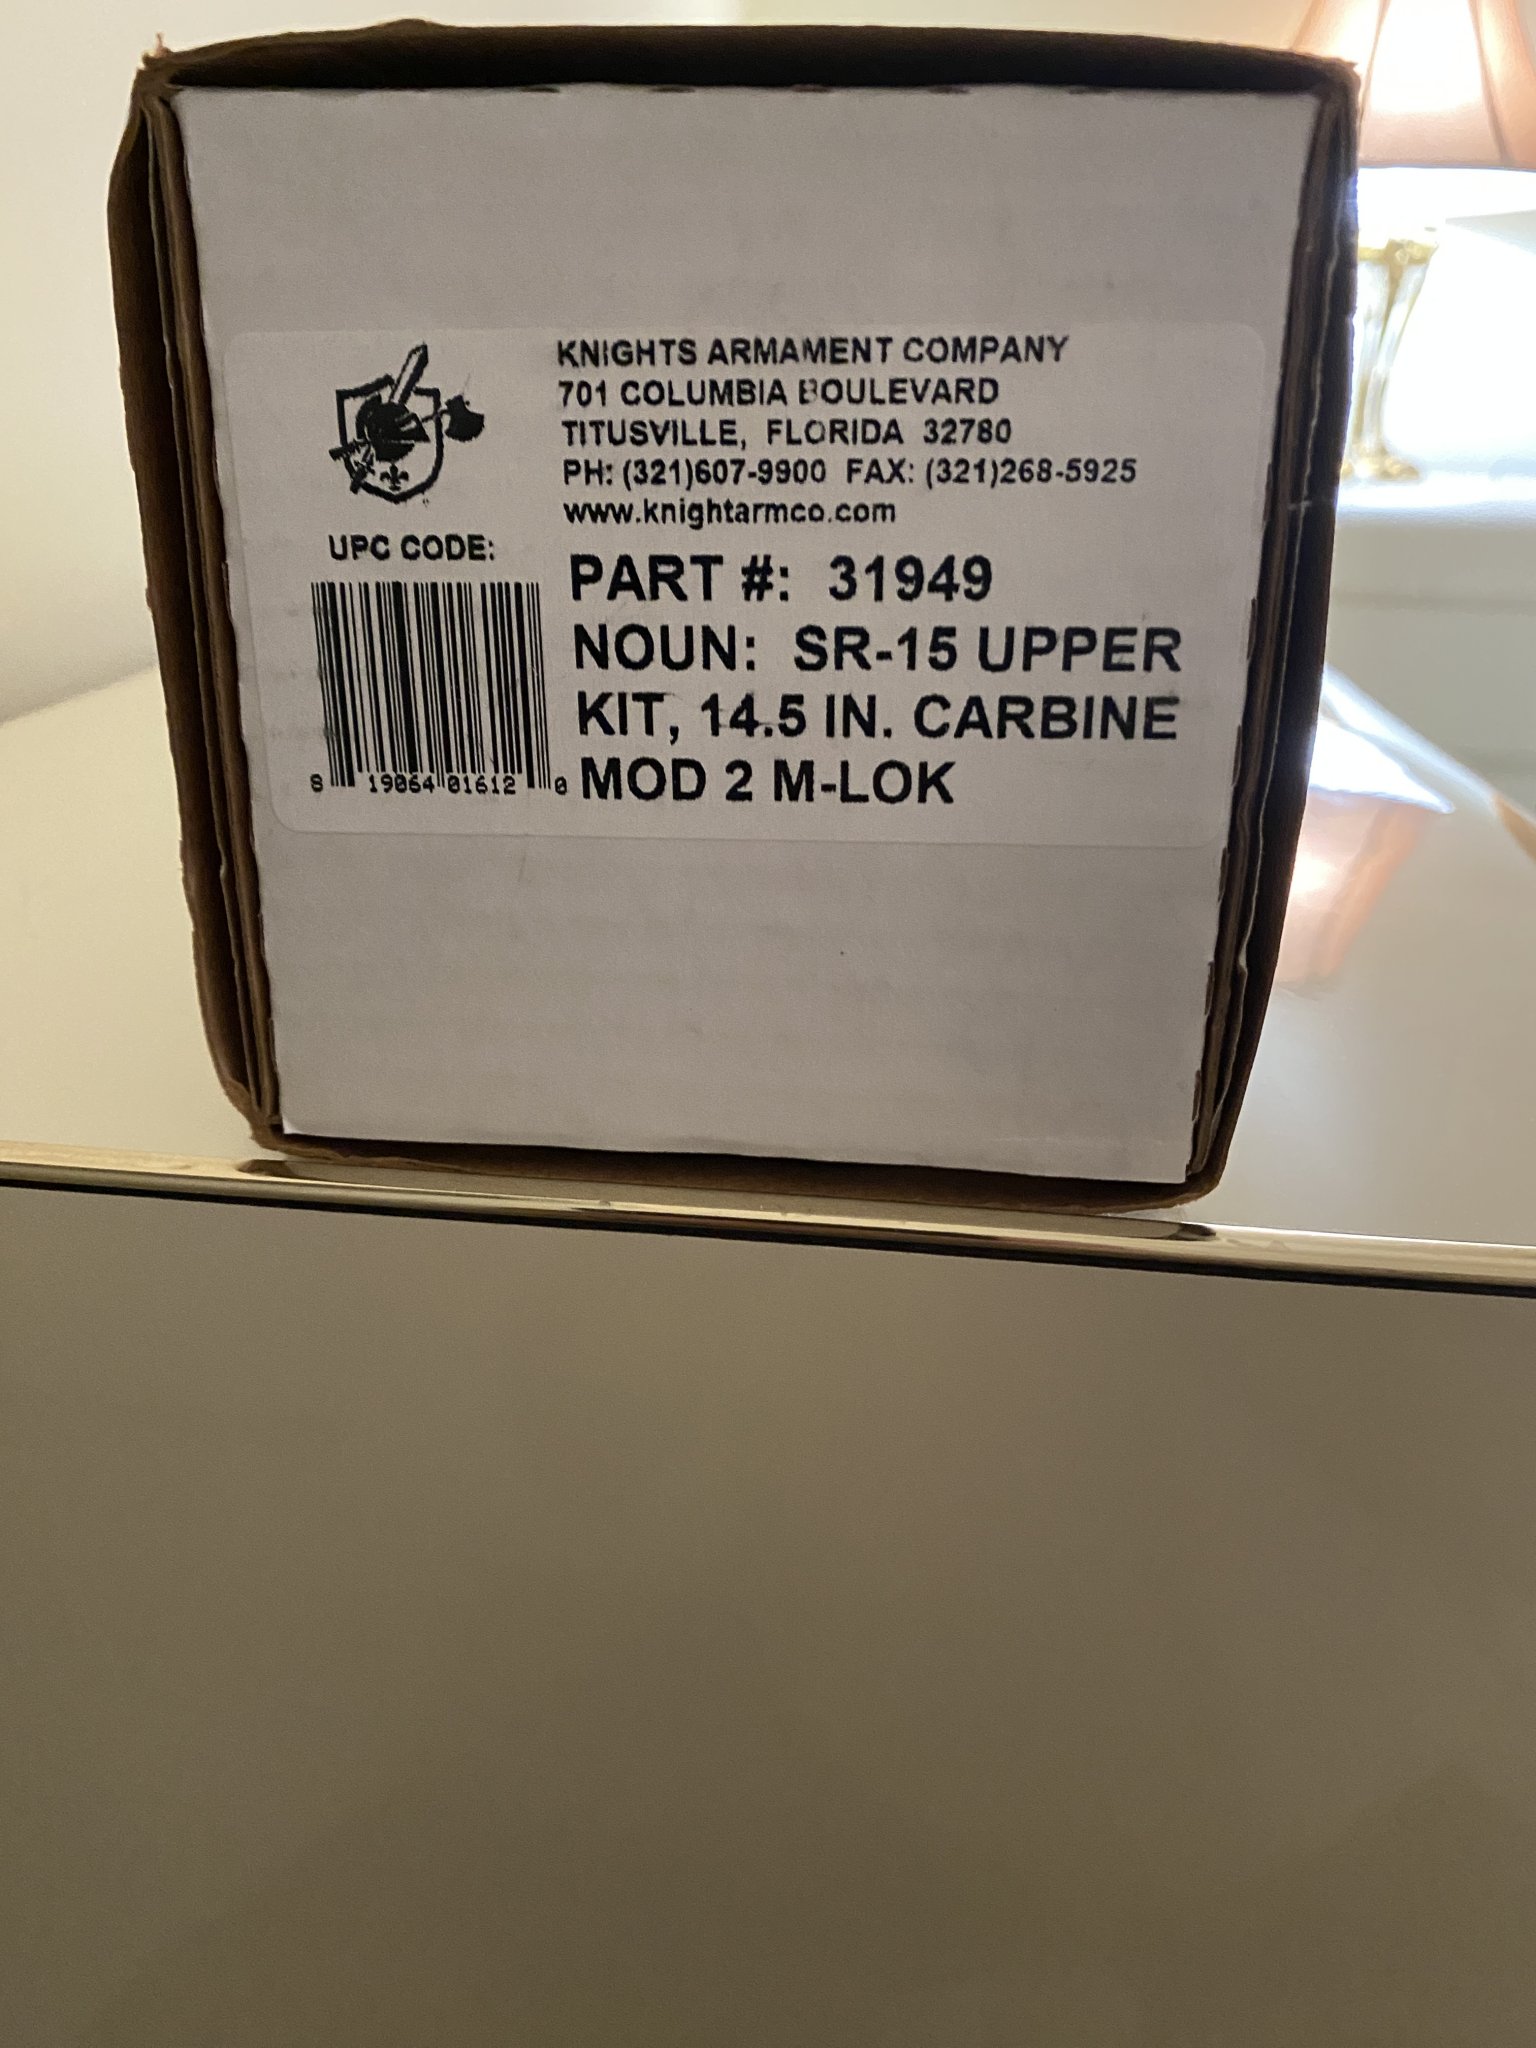 KNIGHTS ARMAMENT COMPANY
701 COLUMBIA BOULEVARD
TITUSVILLE, FLORIDA 32780
PH: (321)607-9900 FAX: (321)268-5925
www.knightarmco.com
UPC CODE:
8 19064 01612 0
PART #: 31949
NOUN: SR-15 UPPER
KIT, 14.5 IN. CARBINE
MOD 2 M-LOK